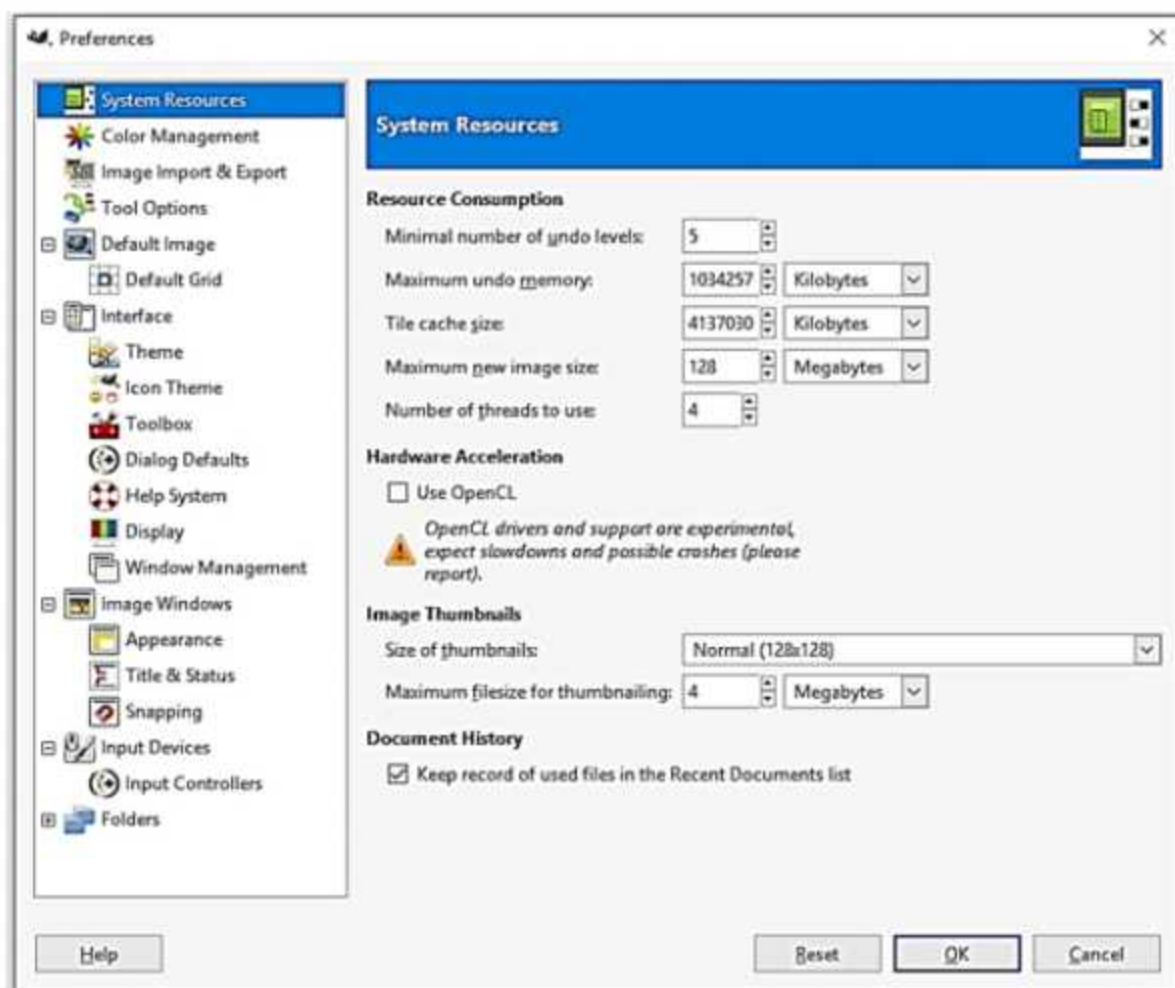 Preferences
System Resources
Color Management
Image Import & Export
Tool Options
Default Image
Default Grid
Interface
Theme
Icon Theme
Toolbox
Dialog Defaults
Help System
Display
Window Management
Image Windows
Appearance
Title & Status
Snapping
Input Devices
Input Controllers
Folders
System Resources
Resource Consumption
Minimal number of undo levels: 5
Maximum undo memory: 1034257 Kilobytes
Tile cache size: 4137030 Kilobytes
Maximum new image size: 128 Megabytes
Number of threads to use: 4
Hardware Acceleration
Use OpenCL
OpenCL drivers and support are experimental,
expect slowdowns and possible crashes (please
report).
Image Thumbnails
Size of thumbnails: Normal (128x128)
Maximum filesize for thumbnailing: 4 Megabytes
Document History
Keep record of used files in the Recent Documents list
Help Reset OK Cancel